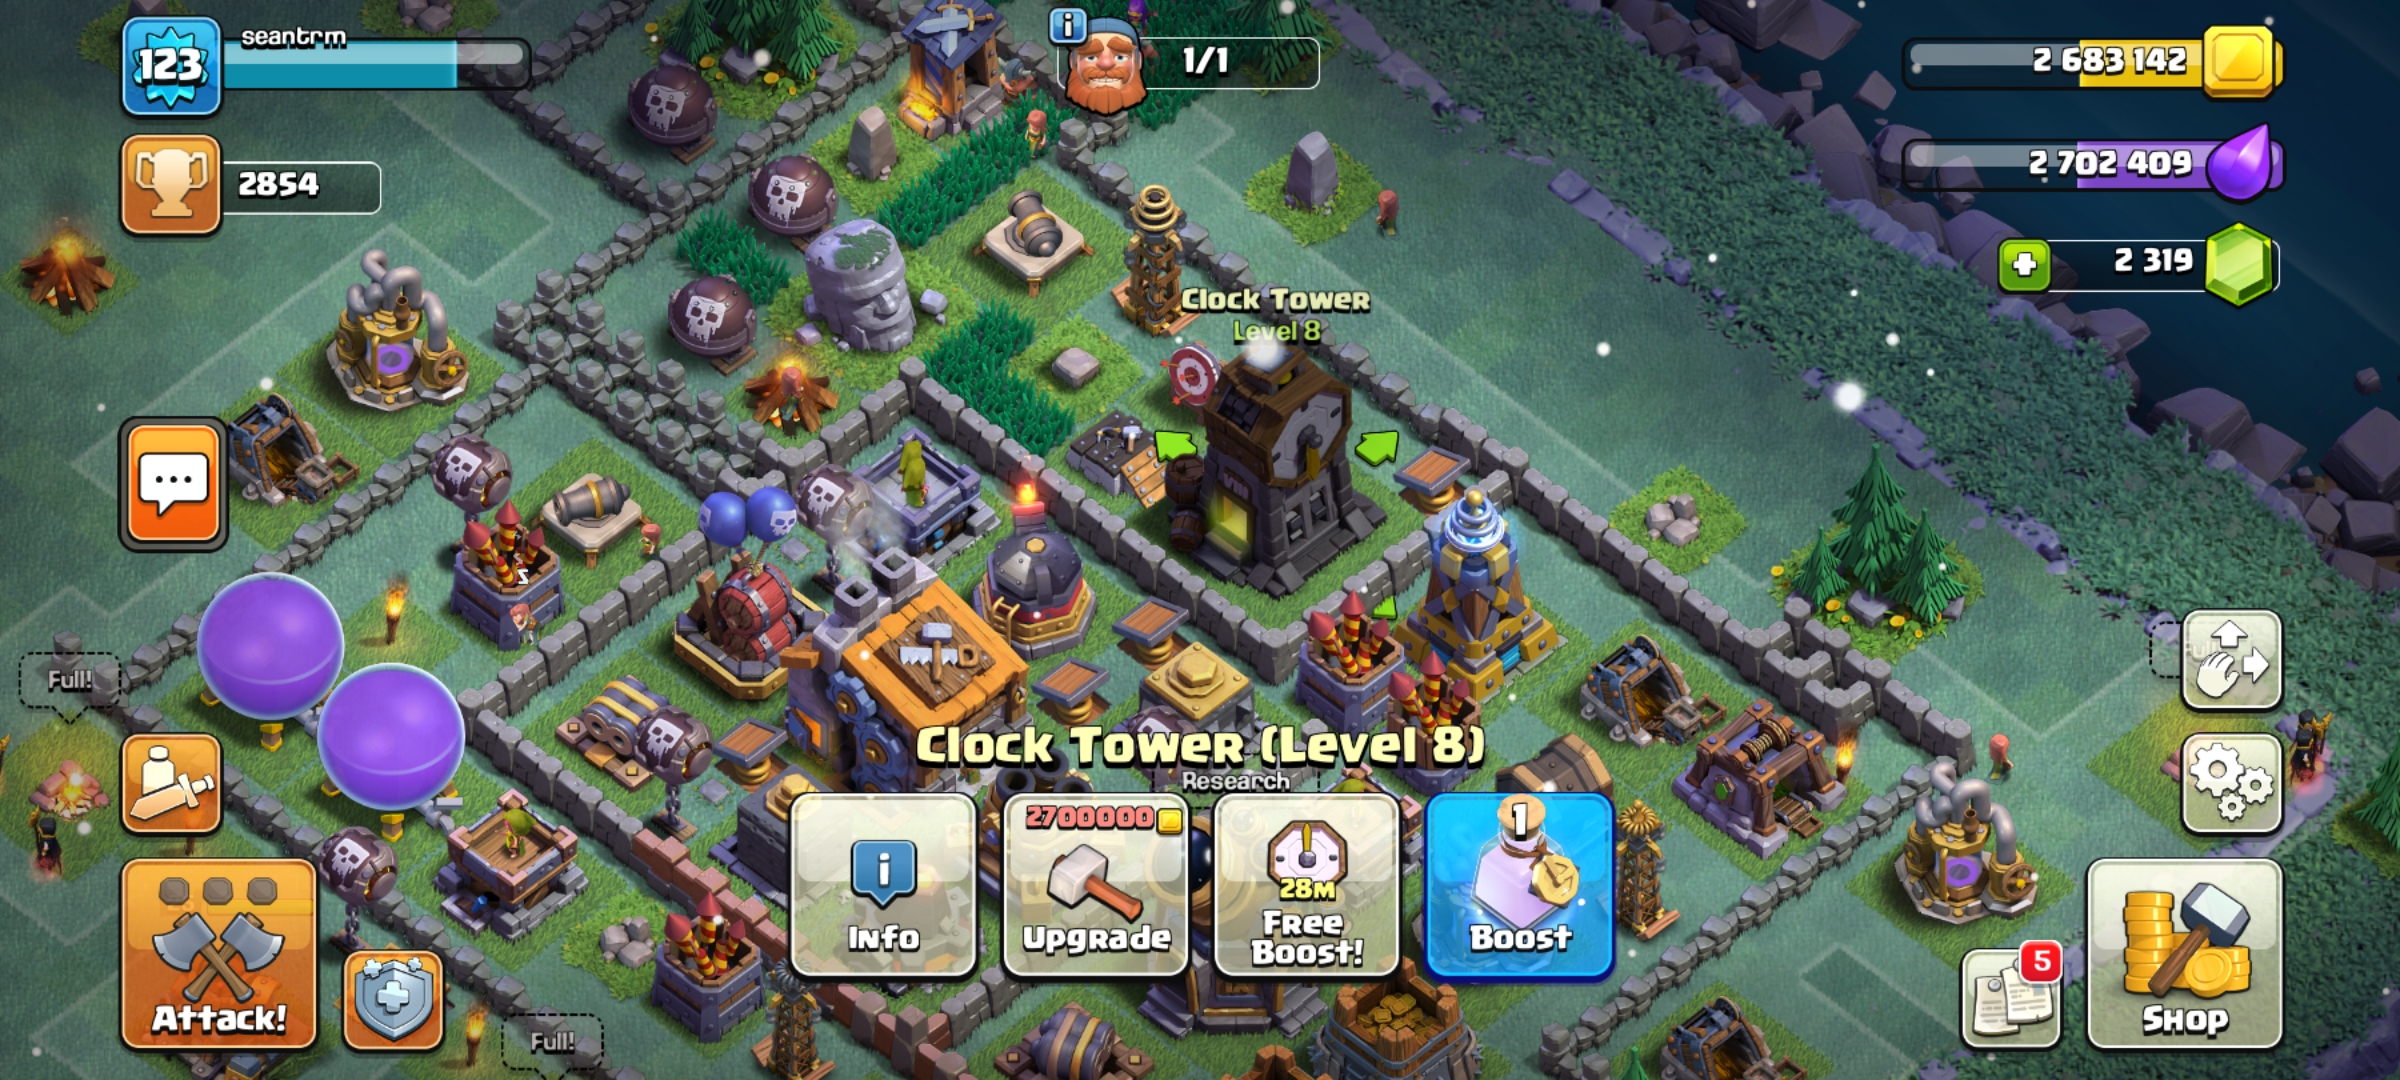 123
seantrm
i
1/1
2 683 142
2854
2 702 409
+
2 319
Clock Tower
Level 8
VIII
Full!
Clock Tower (Level 8)
Research
2700000
1
i
28M
Info
Upgrade
Free
Boost!
Boost
5
Attack!
Shop
Full!